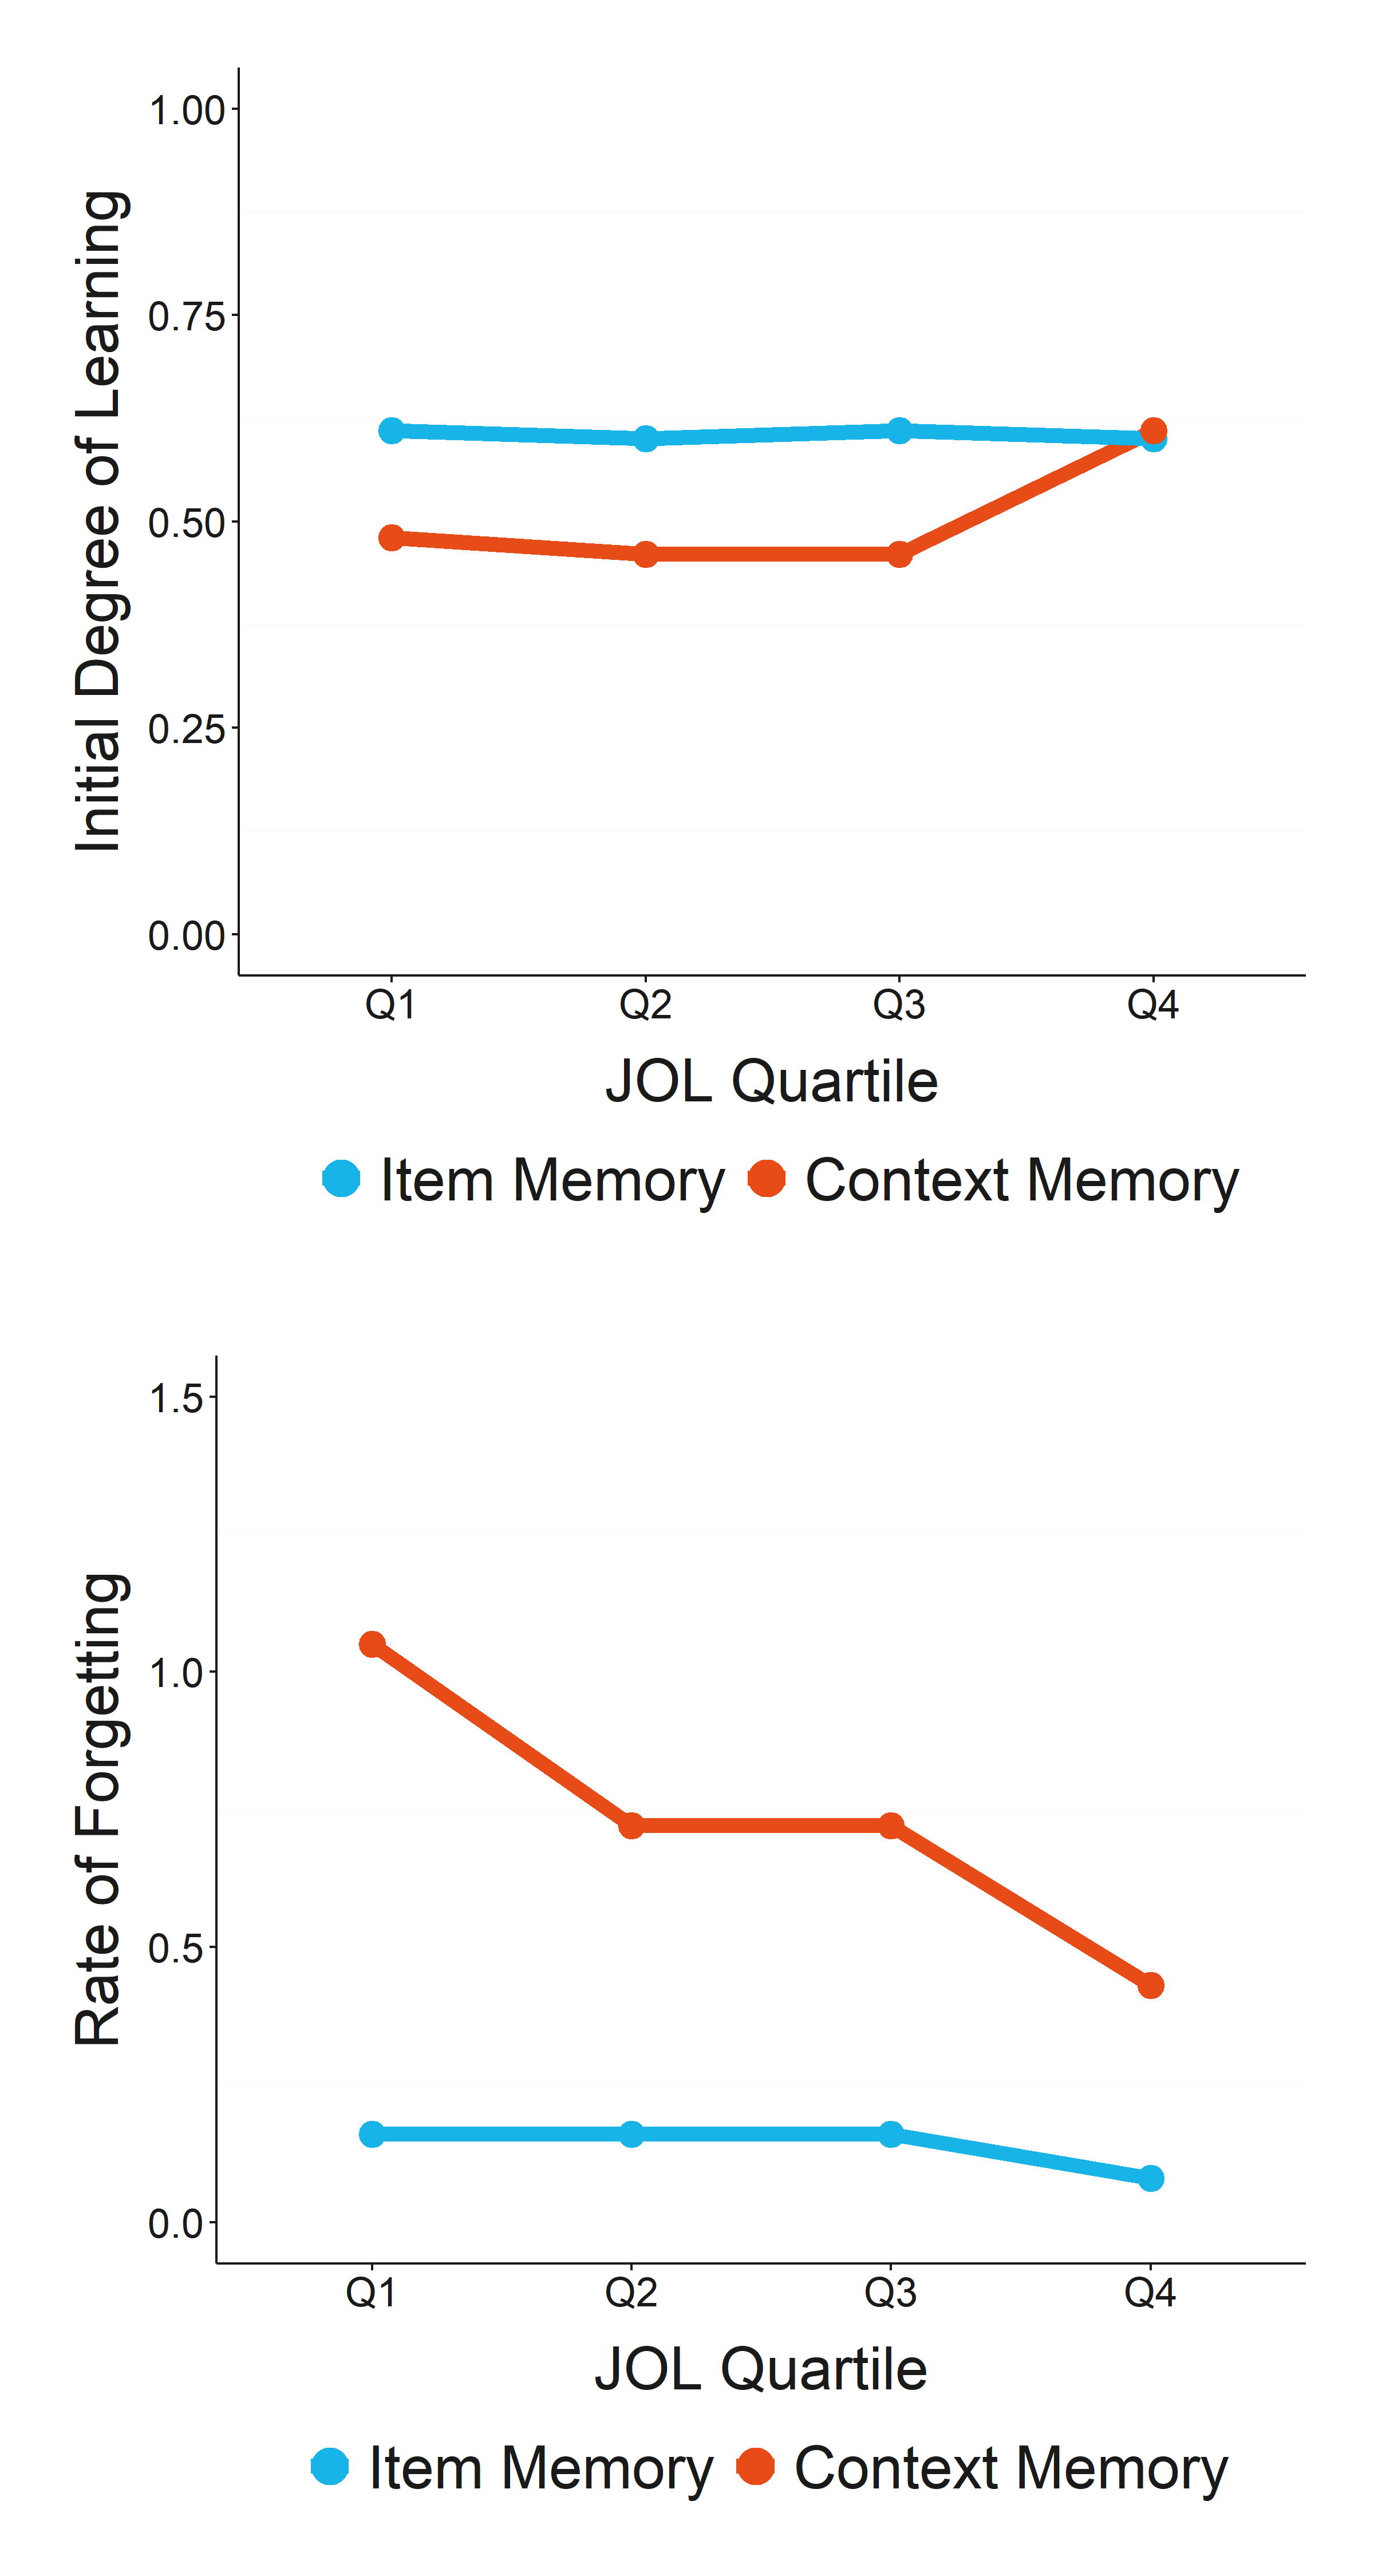 Initial Degree of Learning
1.00
0.75
0.50
0.25
0.00
Q1 Q2 Q3 Q4
JOL Quartile
Item Memory Context Memory
Rate of Forgetting
1.5
1.0
0.5
0.0
Q1 Q2 Q3 Q4
JOL Quartile
Item Memory Context Memory